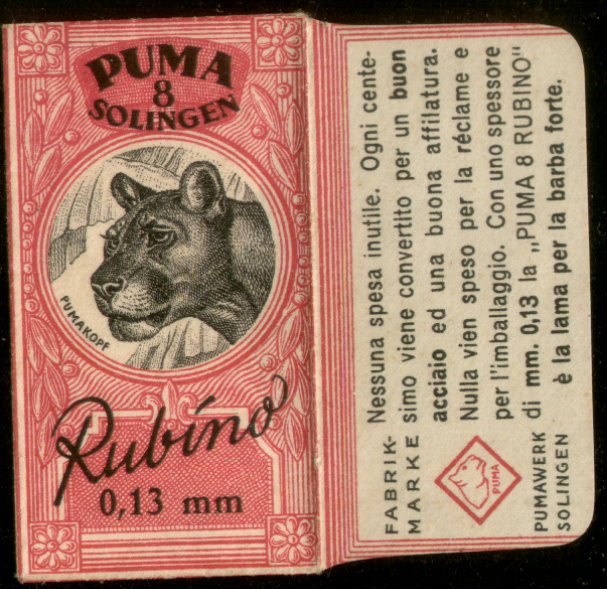 PUMA
8
SOLINGEN
PUMAKOPF
Rubino
0,13 mm
Nessuna spesa inutile. Ogni cente-
simo viene convertito per un buon
acciaio ed una buona affilatura.
Nulla vien speso per la réclame e
per l'imballaggio. Con uno spessore
di mm. 0,13 la „PUMA 8 RUBINO"
è la lama per la barba forte.
FABRIK-
MARKE
PUMA
PUMAWERK
SOLINGEN